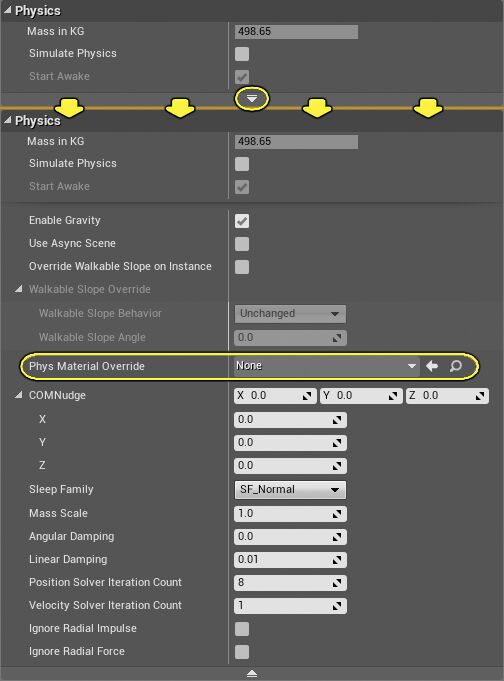 Physics
Mass in KG 498.65
Simulate Physics
Start Awake
Physics
Mass in KG 498.65
Simulate Physics
Start Awake
Enable Gravity
Use Async Scene
Override Walkable Slope on Instance
Walkable Slope Override
Walkable Slope Behavior Unchanged
Walkable Slope Angle 0.0
Phys Material Override None
COMNudge X 0.0 Y 0.0 Z 0.0
X 0.0
Y 0.0
Z 0.0
Sleep Family SF_Normal
Mass Scale 1.0
Angular Damping 0.0
Linear Damping 0.01
Position Solver Iteration Count 8
Velocity Solver Iteration Count 1
Ignore Radial Impulse
Ignore Radial Force